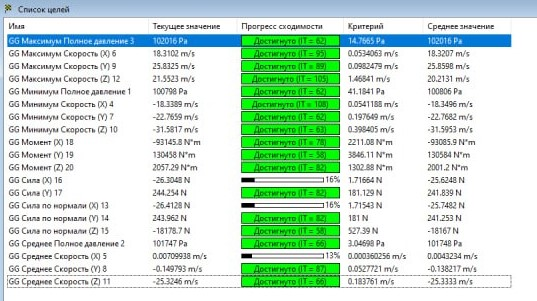 Список целей
Имя Текущее значение Прогресс сходимости Критерий Среднее значение
GG Максимум Полное давление 3 102016 Pa Достигнуто (IT = 62) 14.7665 Pa 102016 Pa
GG Максимум Скорость (X) 6 18.3102 m/s Достигнуто (IT = 95) 0.0534063 m/s 18.3207 m/s
GG Максимум Скорость (Y) 9 25.8325 m/s Достигнуто (IT = 89) 0.0982479 m/s 25.8598 m/s
GG Максимум Скорость (Z) 12 21.5523 m/s Достигнуто (IT = 105) 1.46841 m/s 20.2131 m/s
GG Минимум Полное давление 1 100798 Pa Достигнуто (IT = 62) 41.1841 Pa 100806 Pa
GG Минимум Скорость (X) 4 -18.3389 m/s Достигнуто (IT = 108) 0.0541188 m/s -18.3496 m/s
GG Минимум Скорость (Y) 7 -22.7659 m/s Достигнуто (IT = 62) 0.197649 m/s -22.7682 m/s
GG Минимум Скорость (Z) 10 -31.5817 m/s Достигнуто (IT = 63) 0.398405 m/s -31.5953 m/s
GG Момент (X) 18 -93145.8 N*m Достигнуто (IT = 78) 2211.08 N*m -93085.9 N*m
GG Момент (Y) 19 130458 N*m Достигнуто (IT = 58) 3846.11 N*m 130584 N*m
GG Момент (Z) 20 2057.29 N*m Достигнуто (IT = 82) 1302.88 N*m 2001.2 N*m
GG Сила (X) 16 -26.3048 N 16% 1.71664 N -25.6248 N
GG Сила (Y) 17 244.254 N Достигнуто (IT = 82) 181.129 N 241.839 N
GG Сила по нормали (X) 13 -26.4128 N 16% 1.71543 N -25.7482 N
GG Сила по нормали (Y) 14 243.962 N Достигнуто (IT = 82) 181 N 241.253 N
GG Сила по нормали (Z) 15 -18178.7 N Достигнуто (IT = 58) 527.39 N -18167 N
GG Среднее Полное давление 2 101747 Pa Достигнуто (IT = 66) 3.04698 Pa 101748 Pa
GG Среднее Скорость (X) 5 0.00709938 m/s 13% 0.000360256 m/s 0.0043234 m/s
GG Среднее Скорость (Y) 8 -0.149793 m/s Достигнуто (IT = 87) 0.0527721 m/s -0.138217 m/s
GG Среднее Скорость (Z) 11 -25.3246 m/s Достигнуто (IT = 66) 0.183761 m/s -25.3333 m/s